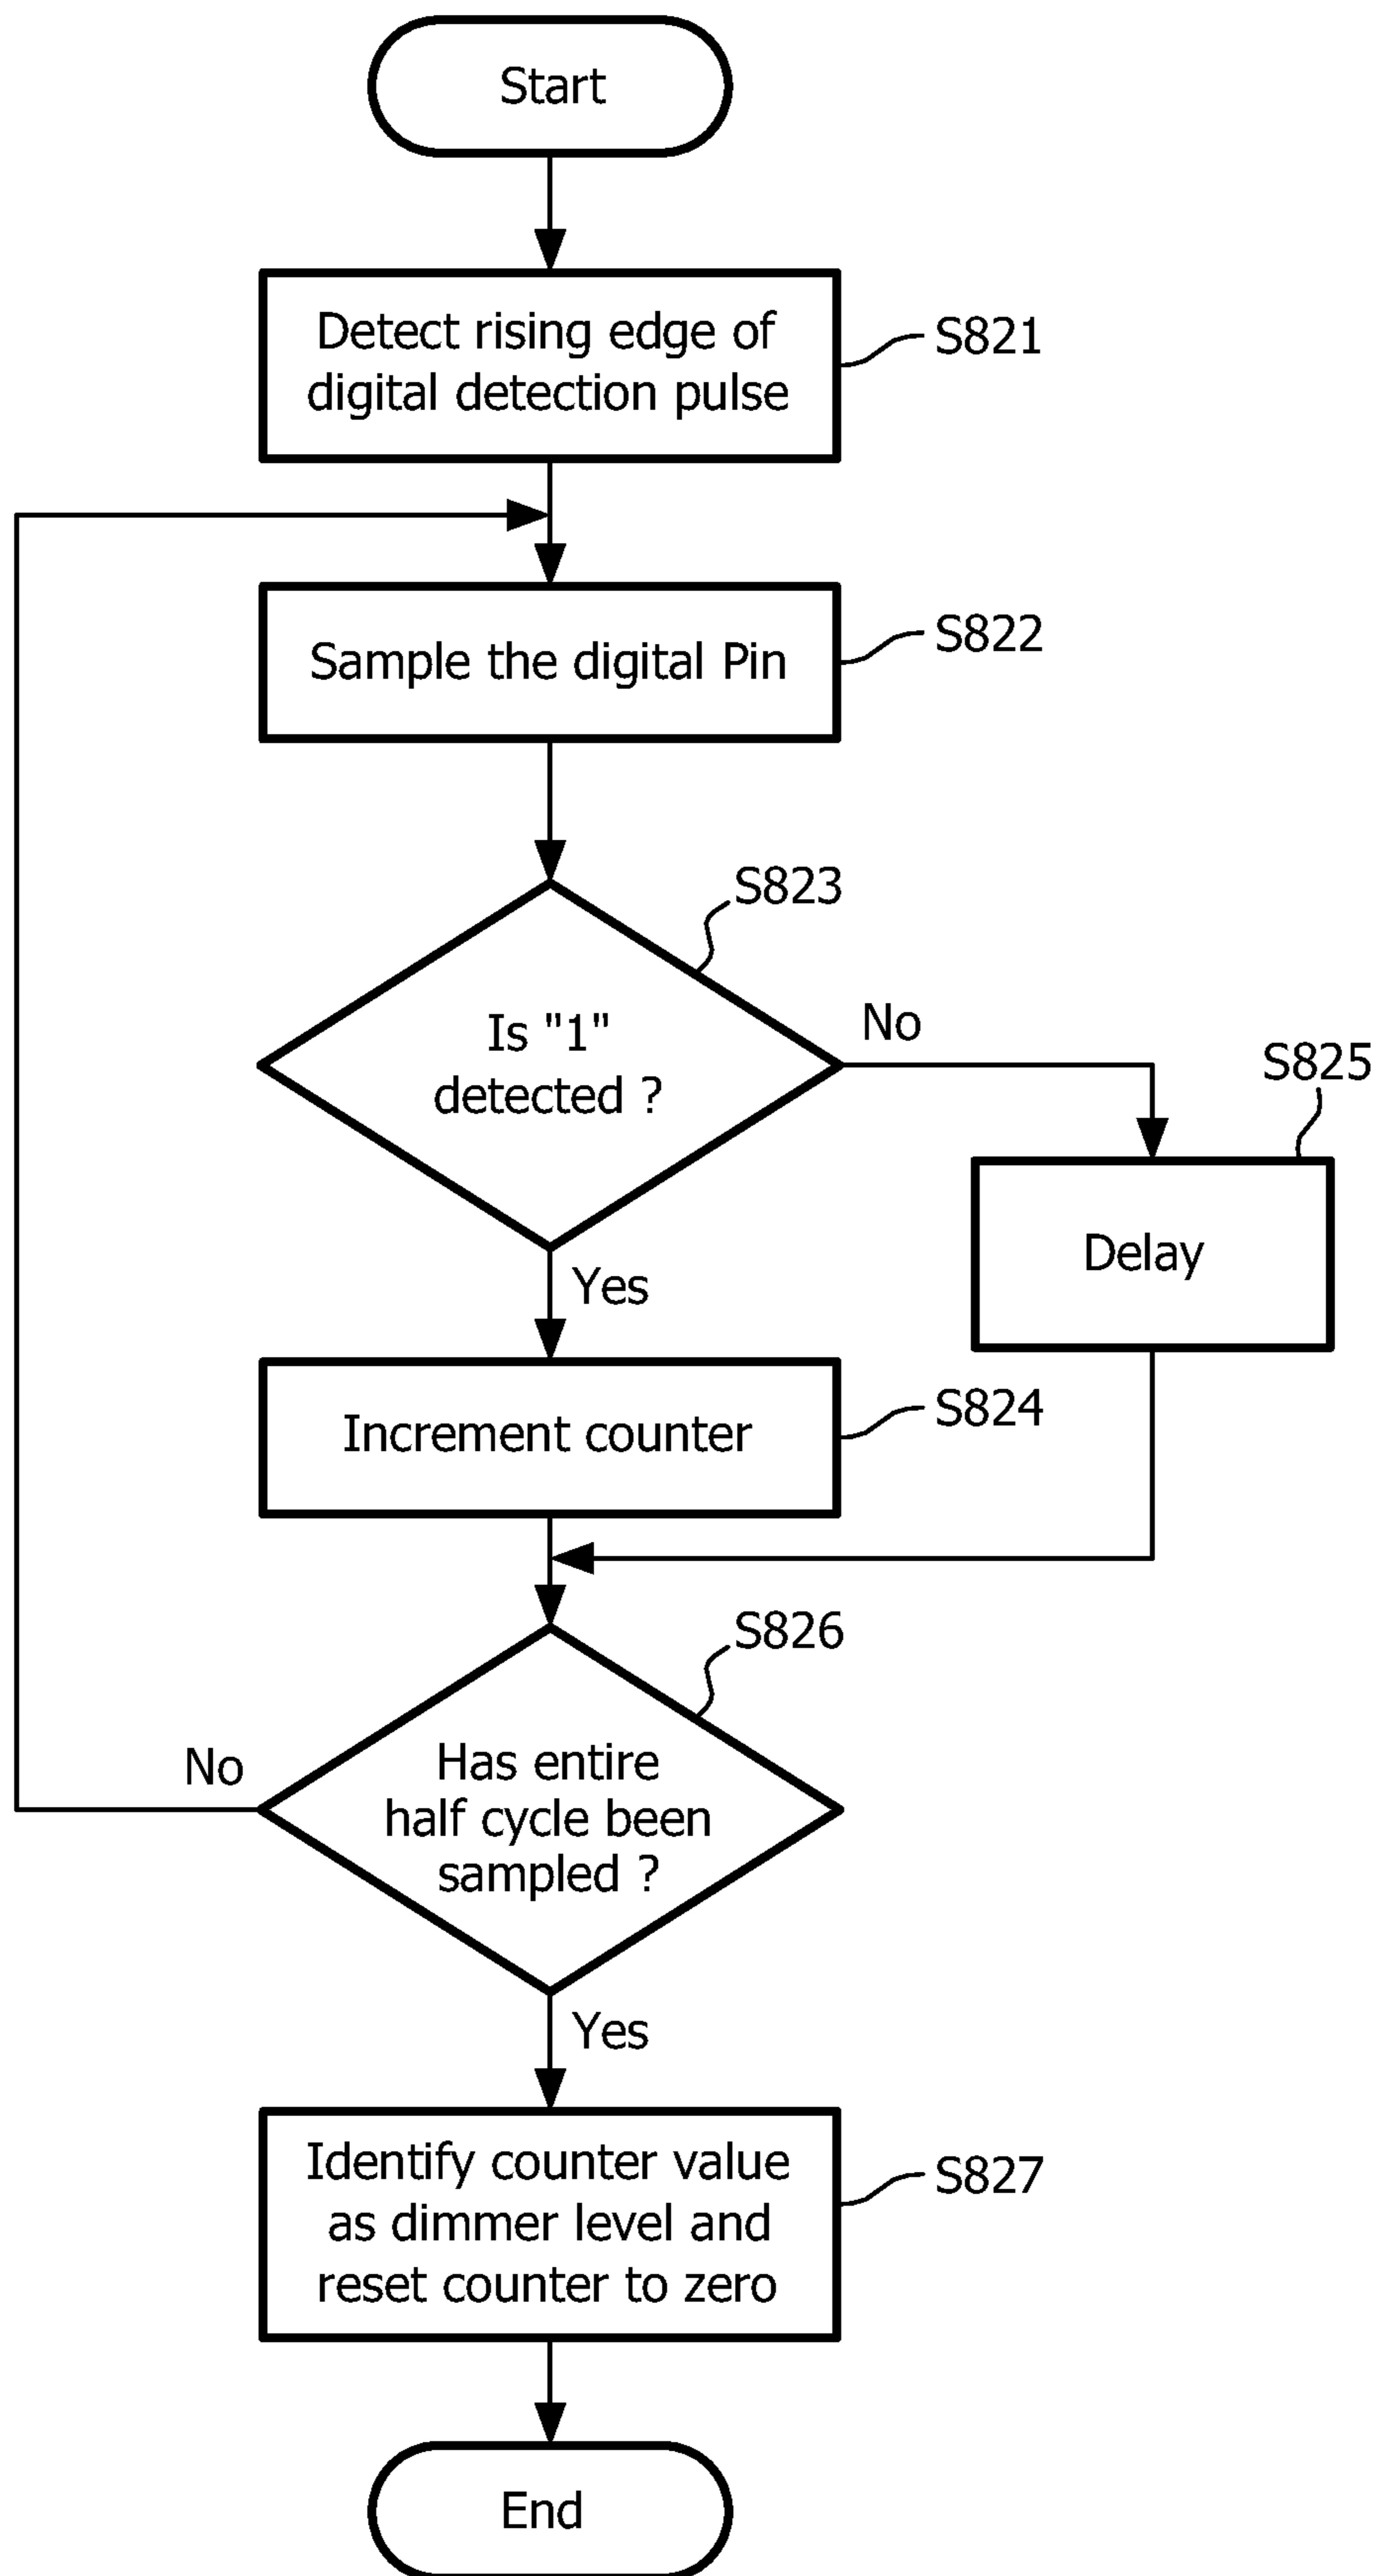 Start
Detect rising edge of
digital detection pulse
S821
Sample the digital Pin
S822
S823
Is "1"
detected ?
No
S825
Delay
Yes
Increment counter
S824
S826
Has entire
half cycle been
sampled ?
No
Yes
Identify counter value
as dimmer level and
reset counter to zero
S827
End